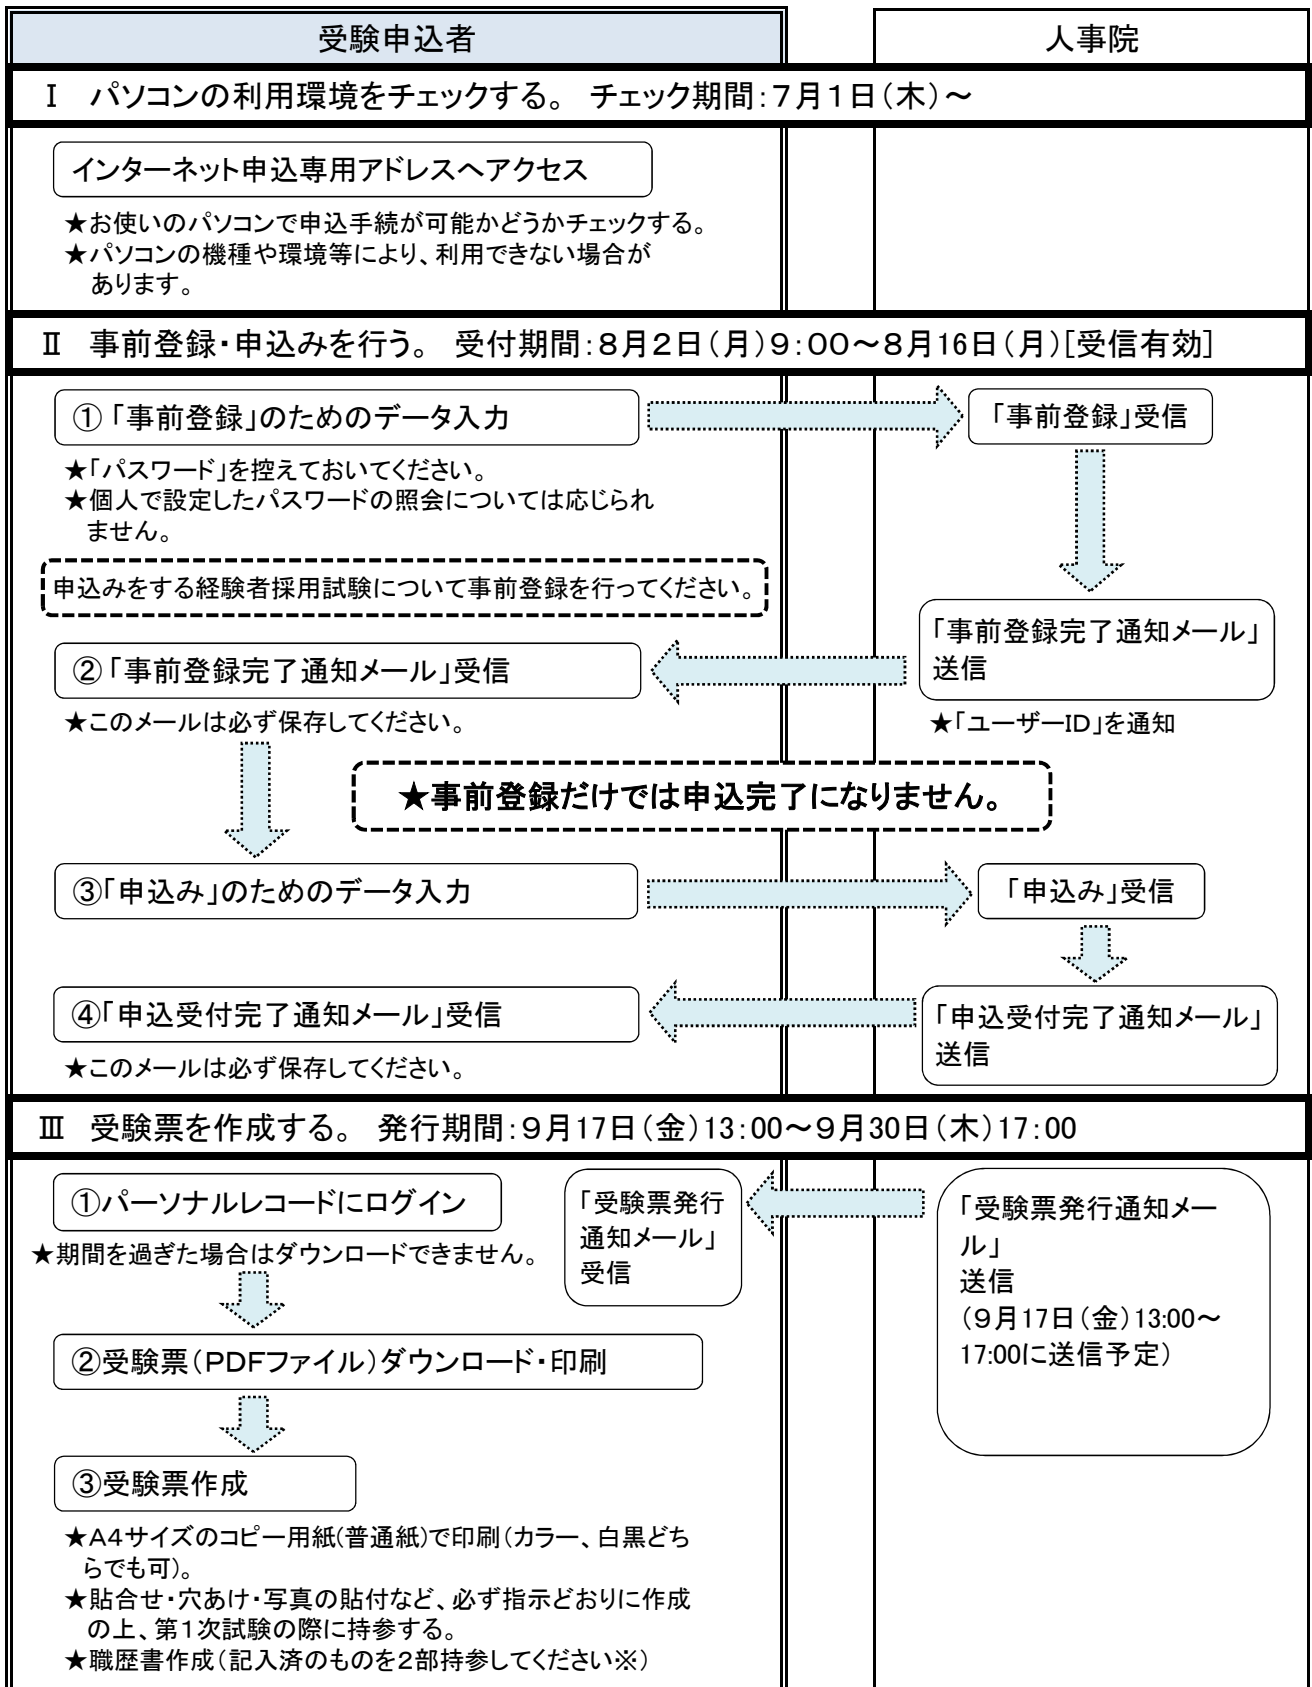 受験申込者
人事院
Ⅰ　パソコンの利用環境をチェックする。　チェック期間：７月１日（木）～
インターネット申込専用アドレスへアクセス
★お使いのパソコンで申込手続が可能かどうかチェックする。
★パソコンの機種や環境等により、利用できない場合が
あります。
Ⅱ　事前登録・申込みを行う。　受付期間：８月２日（月）９：００～８月16日（月）[受信有効]
①「事前登録」のためのデータ入力
「事前登録」受信
★「パスワード」を控えておいてください。
★個人で設定したパスワードの照会については応じられ
ません。
申込みをする経験者採用試験について事前登録を行ってください。
「事前登録完了通知メール」
送信
②「事前登録完了通知メール」受信
★このメールは必ず保存してください。
★「ユーザーID」を通知
★事前登録だけでは申込完了になりません。
③「申込み」のためのデータ入力
「申込み」受信
④「申込受付完了通知メール」受信
「申込受付完了通知メール」
送信
★このメールは必ず保存してください。
Ⅲ　受験票を作成する。　発行期間：９月17日（金）13：00～９月30日（木）17：00
①パーソナルレコードにログイン
★期間を過ぎた場合はダウンロードできません。
「受験票発行
通知メール」
受信
「受験票発行通知メー
ル」
送信
（９月17日（金）13:00～
17:00に送信予定）
②受験票（ＰＤＦファイル）ダウンロード・印刷
③受験票作成
★Ａ４サイズのコピー用紙(普通紙)で印刷（カラー、白黒どち
らでも可）。
★貼合せ・穴あけ・写真の貼付など、必ず指示どおりに作成
の上、第１次試験の際に持参する。
★職歴書作成（記入済のものを２部持参してください※）